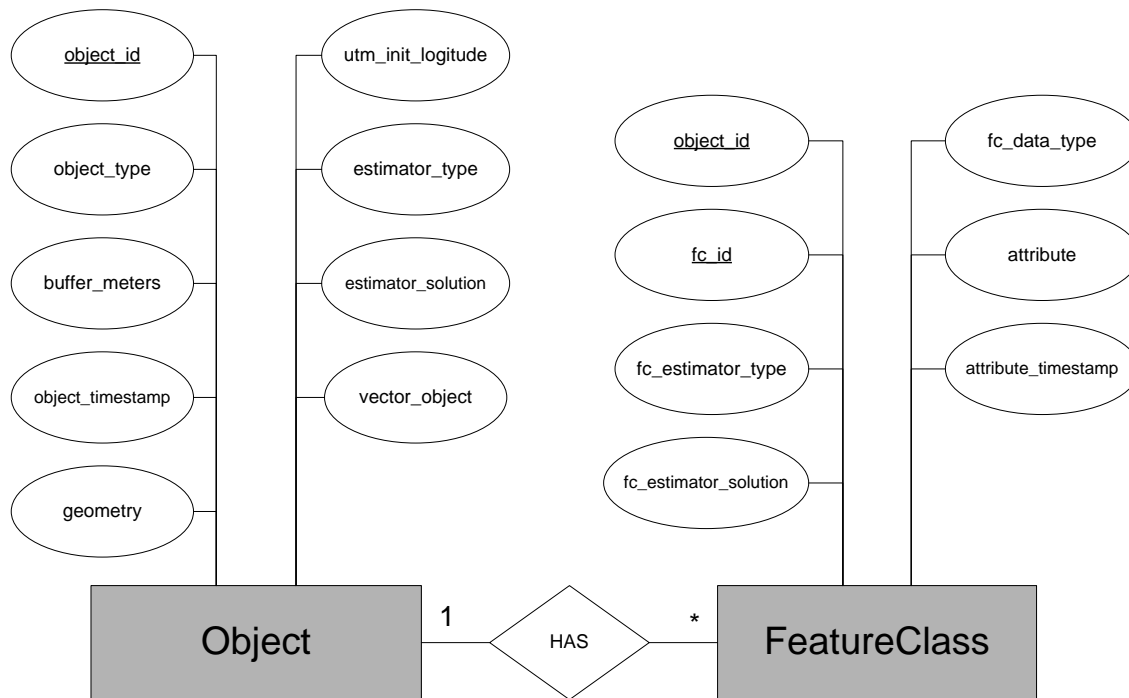 object_id
object_type
buffer_meters
object_timestamp
geometry
utm_init_logitude
estimator_type
estimator_solution
vector_object
object_id
fc_id
fc_estimator_type
fc_estimator_solution
fc_data_type
attribute
attribute_timestamp
Object
1
HAS
*
FeatureClass